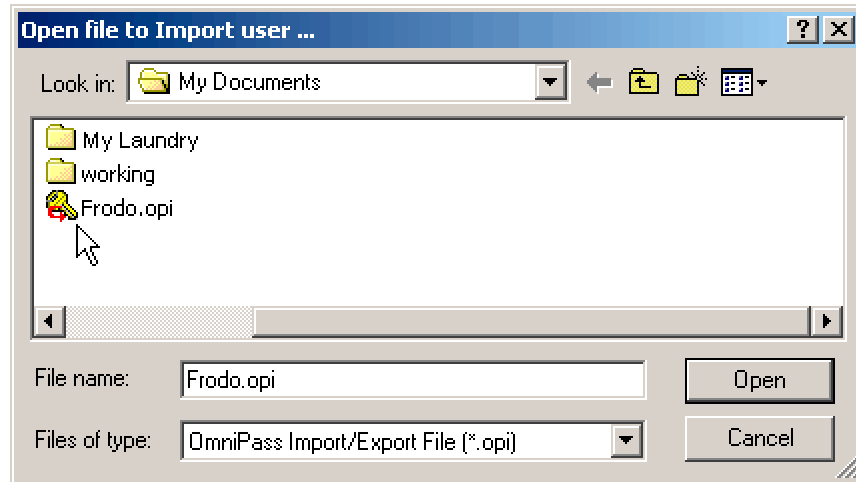 Open file to Import user ...
Look in: My Documents
My Laundry
working
Frodo.opi
File name: Frodo.opi Open
Files of type: OmniPass Import/Export File (*.opi) Cancel